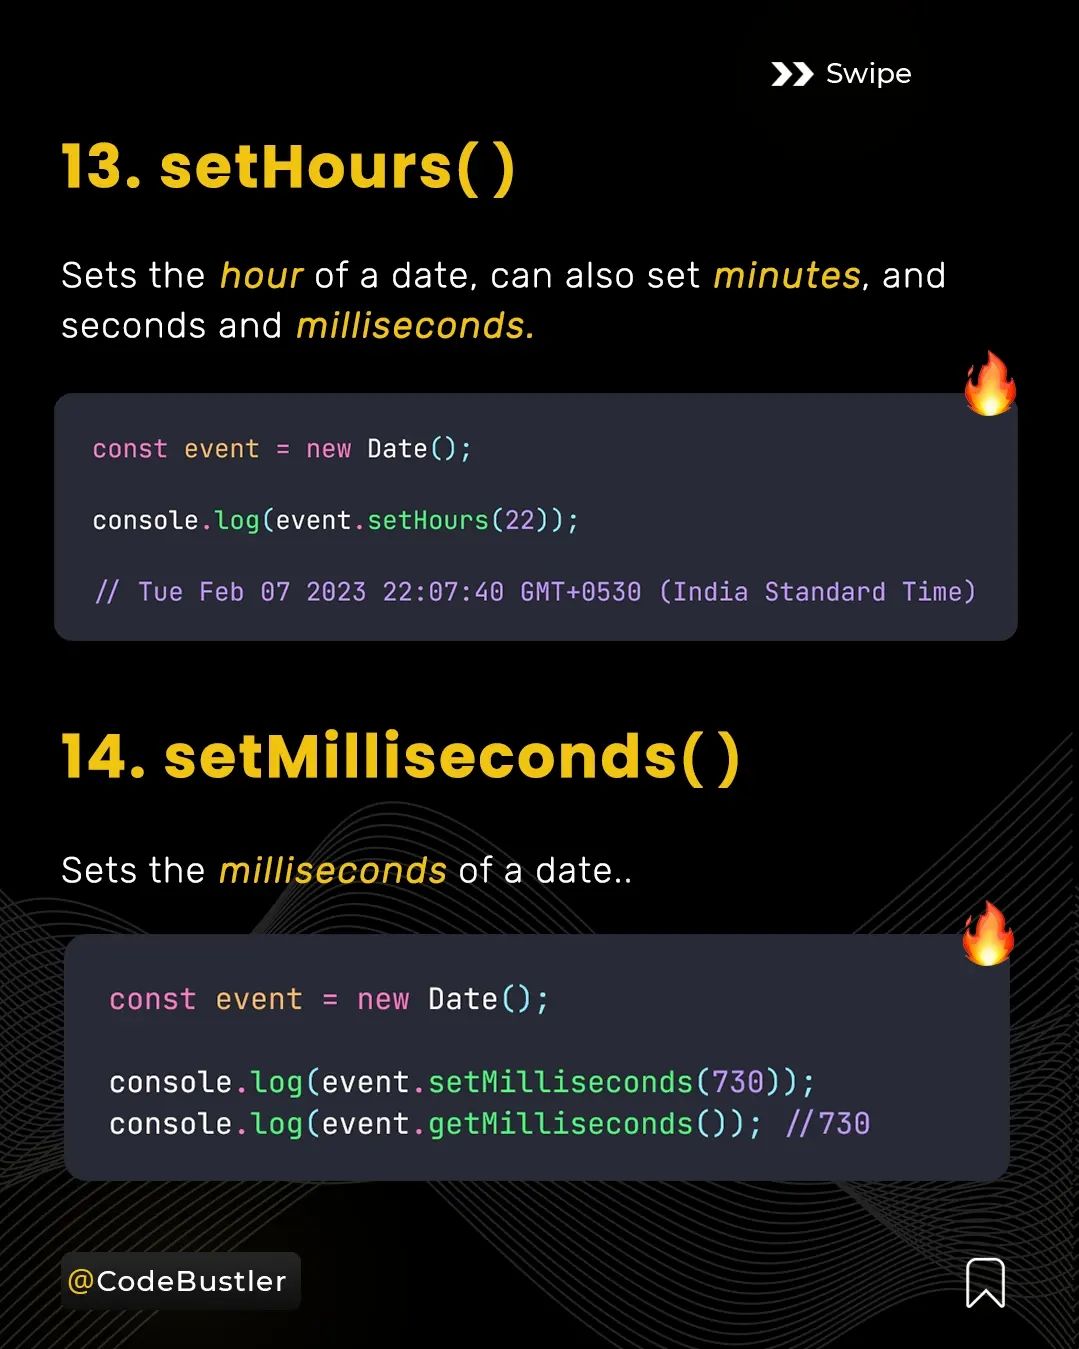 Swipe
13. setHours()
Sets the hour of a date, can also set minutes, and
seconds and milliseconds.
const event = new Date();
console.log(event.setHours(22));
// Tue Feb 07 2023 22:07:40 GMT+0530 (India Standard Time)
14. setMilliseconds()
Sets the milliseconds of a date..
const event = new Date();
console.log(event.setMilliseconds(730));
console.log(event.getMilliseconds()); //730
@CodeBustler